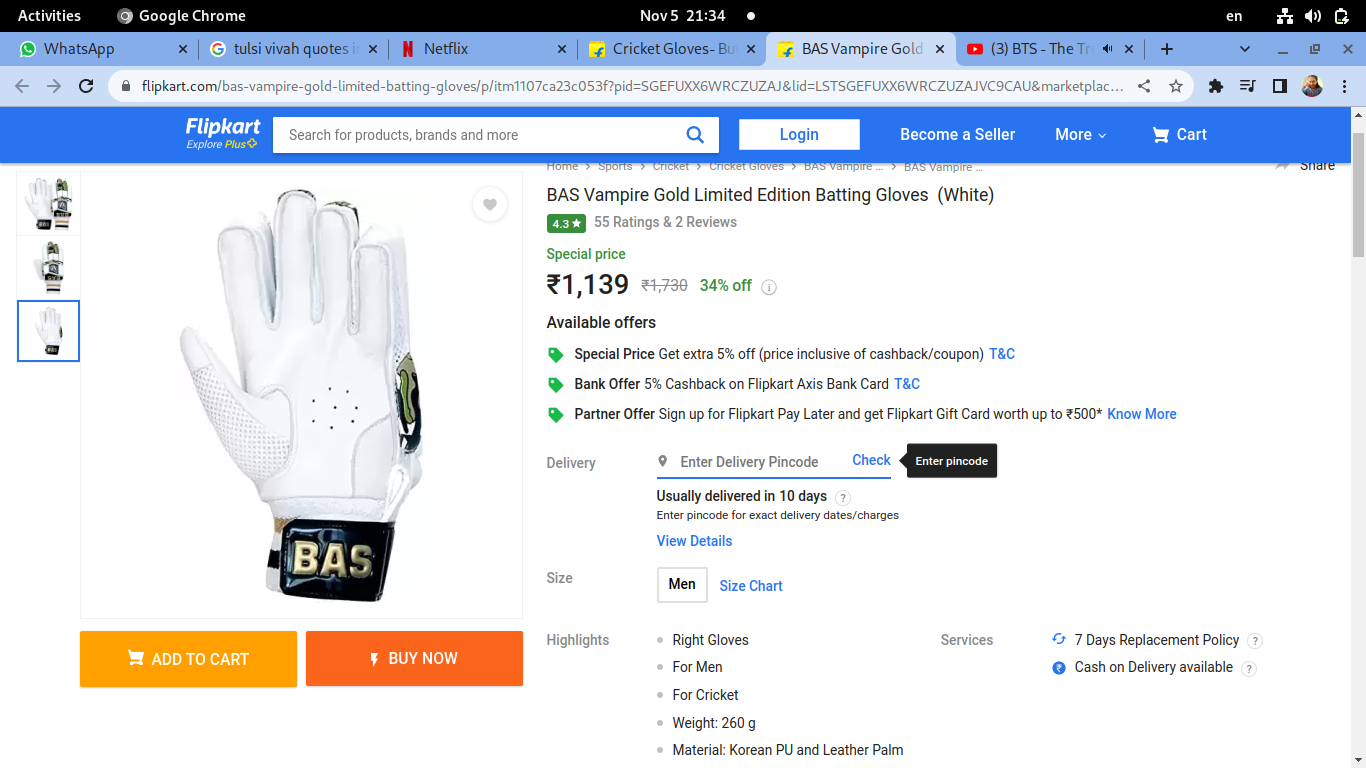 Activities
Google Chrome
Nov 5 21:34
en
WhatsApp
tulsi vivah quotes i
Netflix
Cricket Gloves- Bu
BAS Vampire Gold
(3) BTS - The Tr
flipkart.com/bas-vampire-gold-limited-batting-gloves/p/itm1107ca23c053f?pid=SGEFUXX6WRCZUZAJ&lid=LSTSGEFUXX6WRCZUZAJVC9CAU&marketplac...
Flipkart
Explore Plus
Search for products, brands and more
Login
Become a Seller
More
Cart
Home > Sports > Cricket > Cricket Gloves > BAS Vampire ... > BAS Vampire ...
Share
BAS Vampire Gold Limited Edition Batting Gloves (White)
4.3★ 55 Ratings & 2 Reviews
Special price
₹1,139 ₹1,730 34% off i
Available offers
Special Price Get extra 5% off (price inclusive of cashback/coupon) T&C
Bank Offer 5% Cashback on Flipkart Axis Bank Card T&C
Partner Offer Sign up for Flipkart Pay Later and get Flipkart Gift Card worth up to ₹500* Know More
Delivery
Enter Delivery Pincode
Check
Enter pincode
Usually delivered in 10 days ?
Enter pincode for exact delivery dates/charges
View Details
BAS
Size
Men
Size Chart
ADD TO CART
BUY NOW
Highlights
Right Gloves
For Men
For Cricket
Weight: 260 g
Material: Korean PU and Leather Palm
Services
7 Days Replacement Policy ?
₹ Cash on Delivery available ?